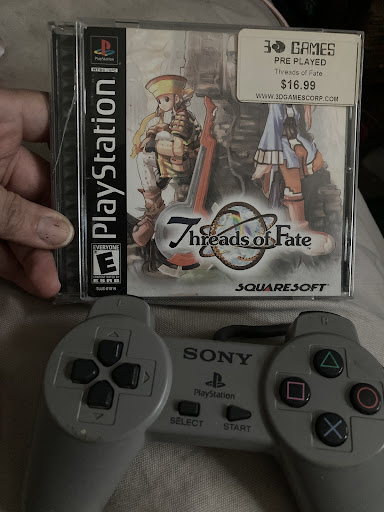 PlayStation
3D GAMES
PRE PLAYED
Threads of Fate
$16.99
WWW.3DGAMESCORP.COM
PlayStation
Threads of Fate
EVERYONE
E
ESRB
SQUARESOFT
SONY
PlayStation
SELECT
START